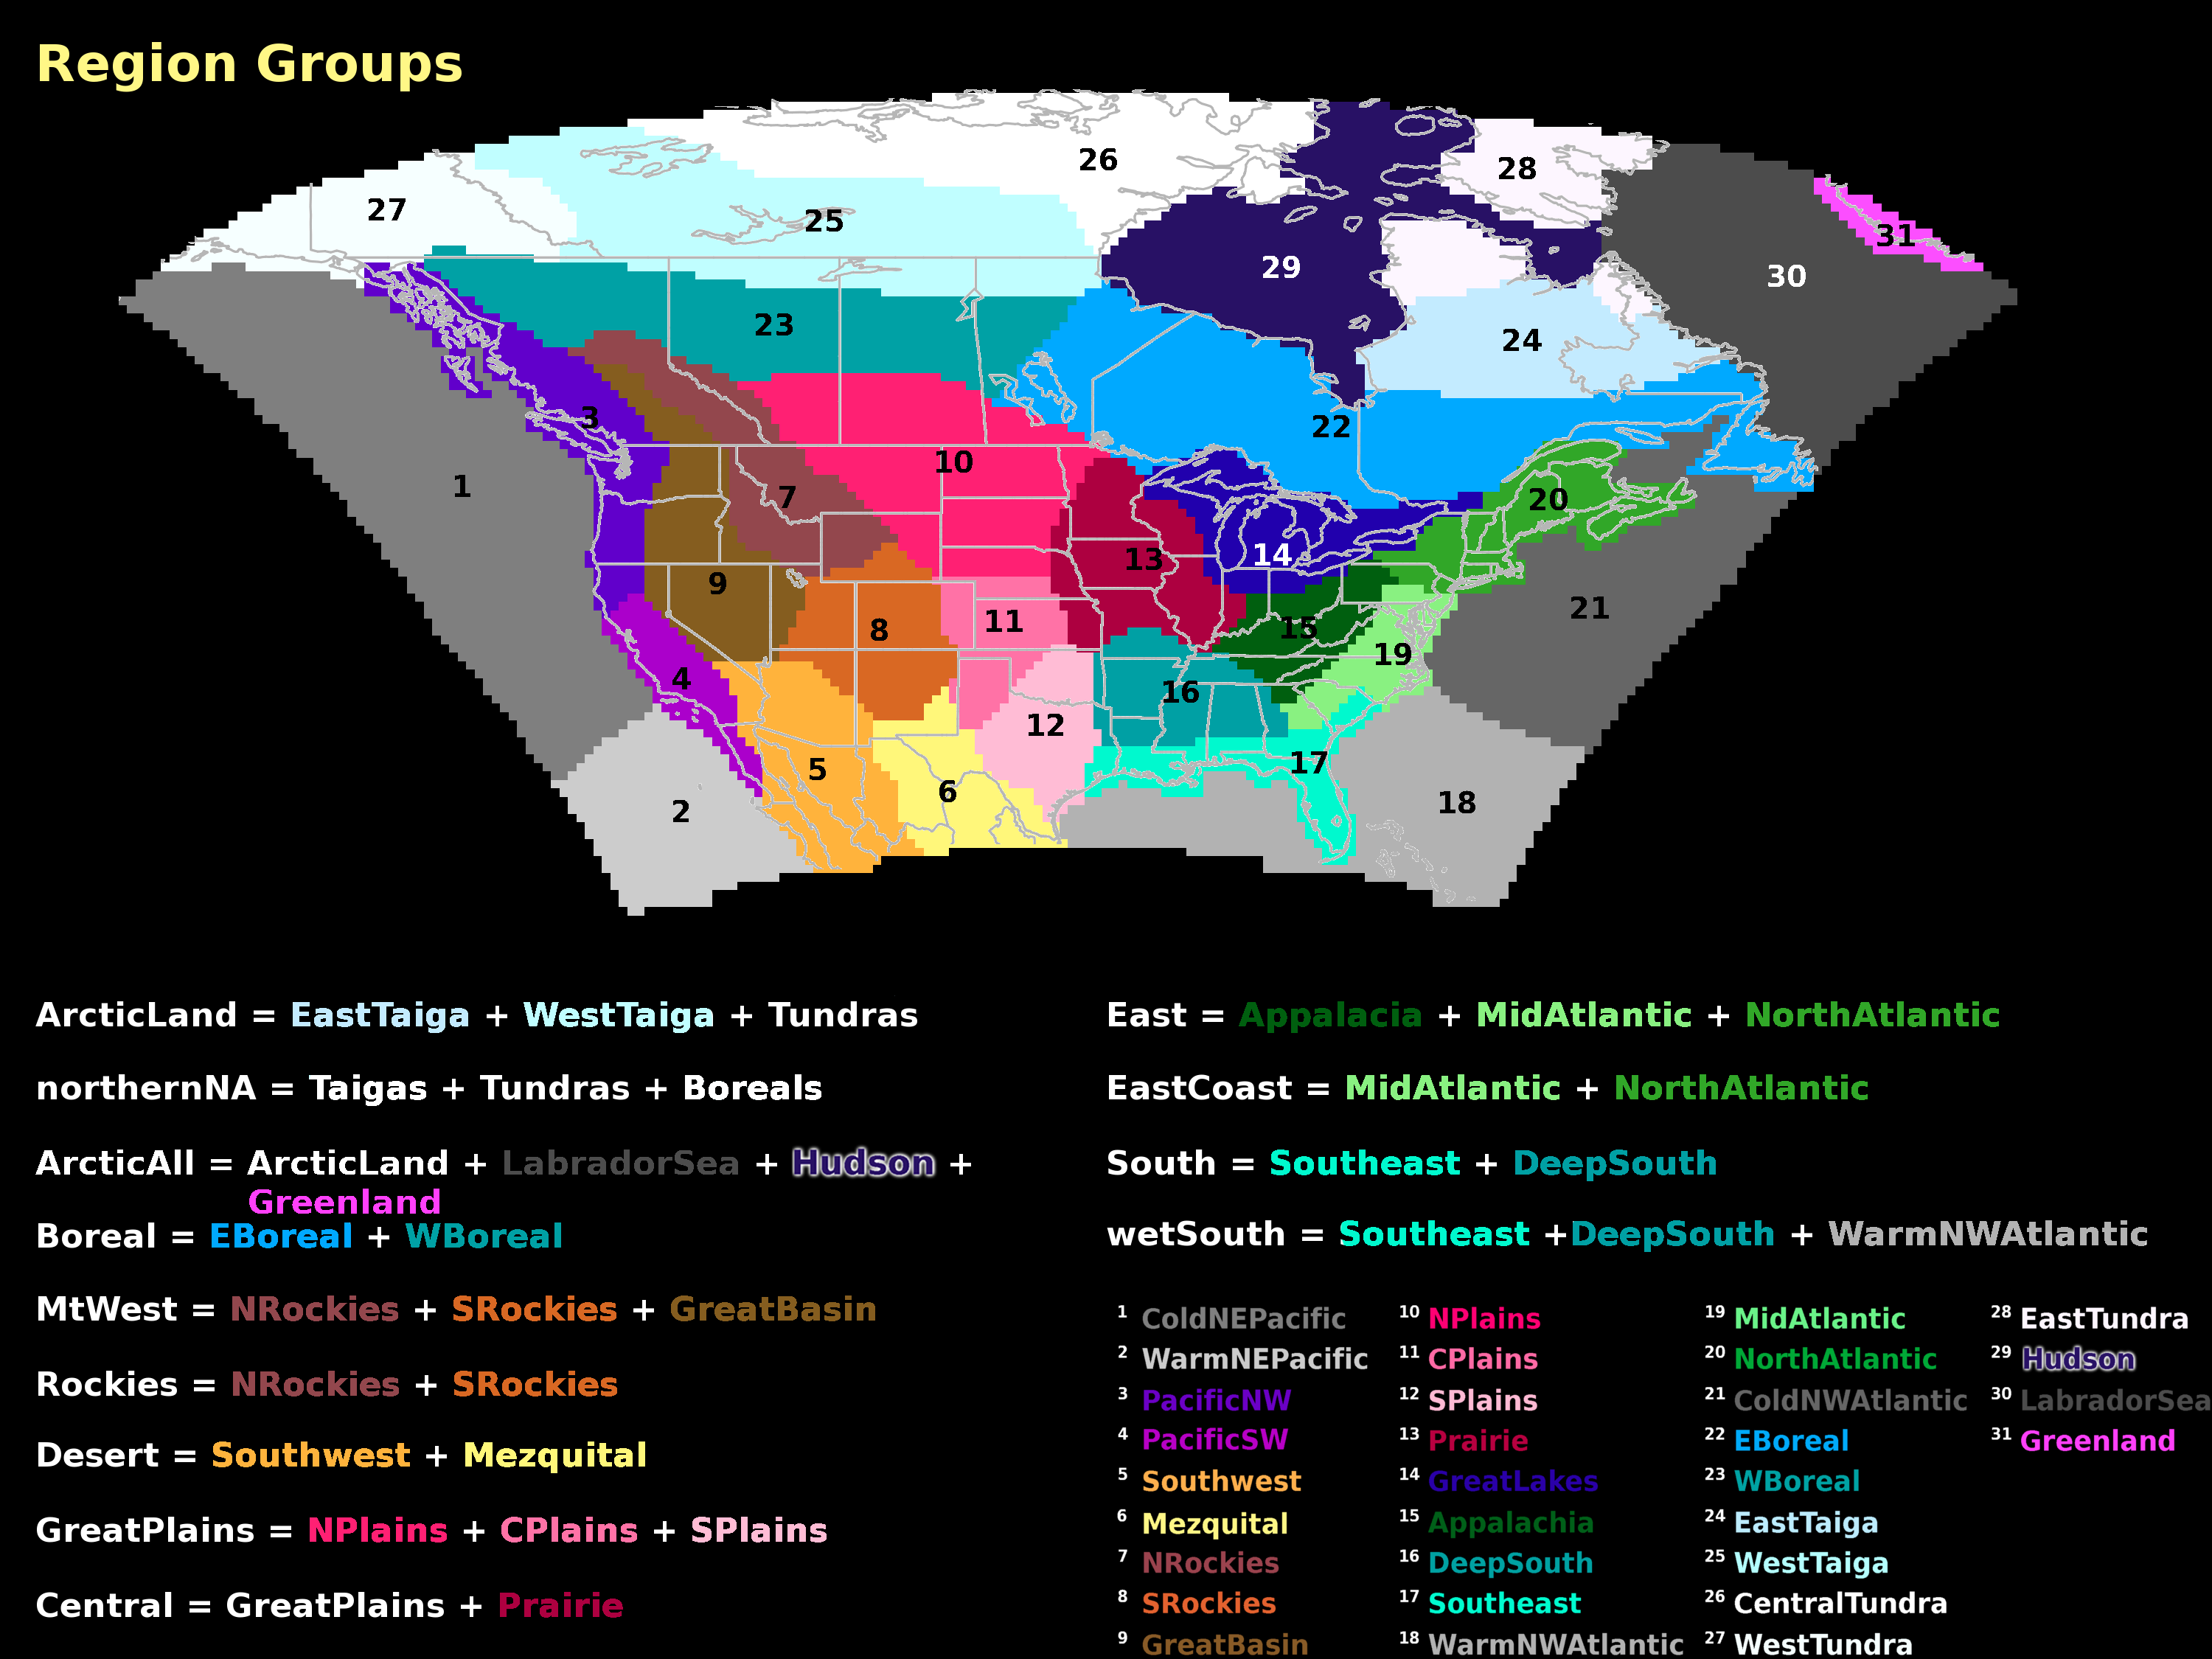 Region Groups
26
28
27
25
31
29
30
23
24
3
22
10
1
7
20
14
13
9
21
11
8
15
19
4
16
12
17
5
6
18
2
ArcticLand = EastTaiga + WestTaiga + Tundras
northernNA = Taigas + Tundras + Boreals
ArcticAll = ArcticLand + LabradorSea + Hudson +
Greenland
Boreal = EBoreal + WBoreal
MtWest = NRockies + SRockies + GreatBasin
Rockies = NRockies + SRockies
Desert = Southwest + Mezquital
GreatPlains = NPlains + CPlains + SPlains
Central = GreatPlains + Prairie
East = Appalacia + MidAtlantic + NorthAtlantic
EastCoast = MidAtlantic + NorthAtlantic
South = Southeast + DeepSouth
wetSouth = Southeast +DeepSouth + WarmNWAtlantic
1 ColdNEPacific
2 WarmNEPacific
3 PacificNW
4 PacificSW
5 Southwest
6 Mezquital
7 NRockies
8 SRockies
9 GreatBasin
10 NPlains
11 CPlains
12 SPlains
13 Prairie
14 GreatLakes
15 Appalachia
16 DeepSouth
17 Southeast
18 WarmNWAtlantic
19 MidAtlantic
20 NorthAtlantic
21 ColdNWAtlantic
22 EBoreal
23 WBoreal
24 EastTaiga
25 WestTaiga
26 CentralTundra
27 WestTundra
28 EastTundra
29 Hudson
30 LabradorSea
31 Greenland